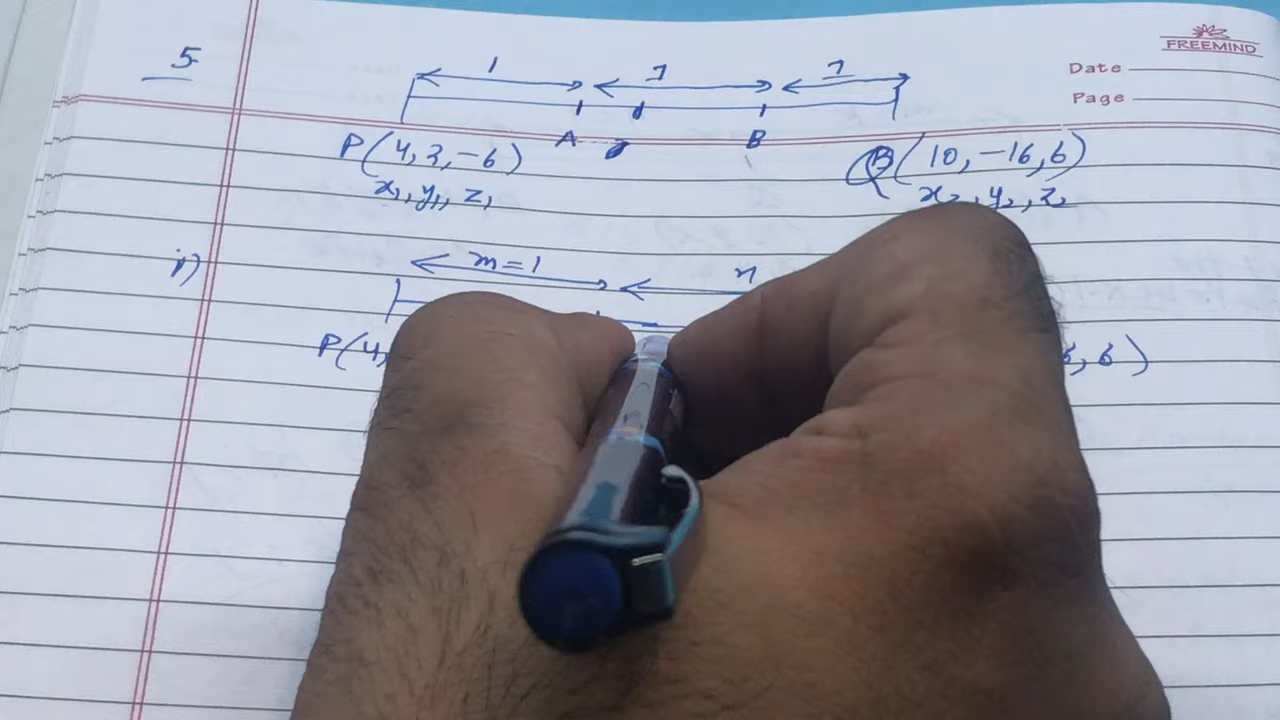 FREEMIND
Date
Page
5
1 1 1
A B
P(4,2,-6) Q(10,-16,6)
x₁,y₁,z₁ x₂,y₂,z₂
i) m=1 n
P(4, 6)